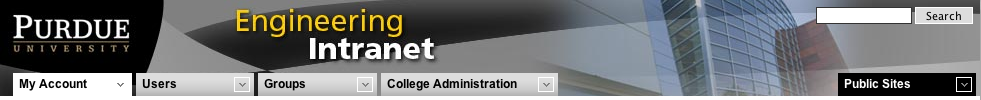 PURDUE
UNIVERSITY
Engineering
Intranet
Search
My Account
Users
Groups
College Administration
Public Sites